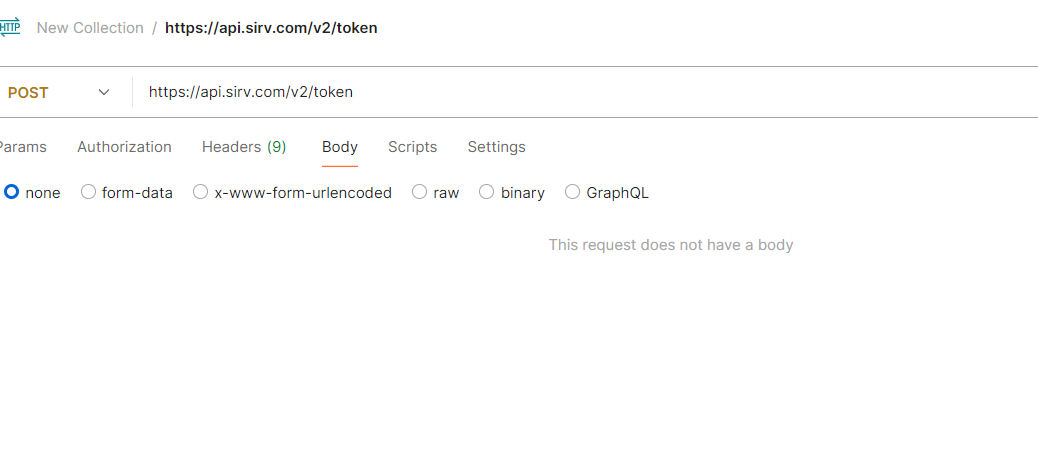 HTTP New Collection / https://api.sirv.com/v2/token
POST https://api.sirv.com/v2/token
Params Authorization Headers (9) Body Scripts Settings
none form-data x-www-form-urlencoded raw binary GraphQL
This request does not have a body